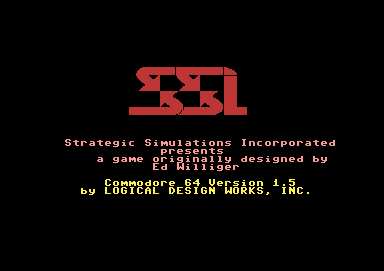 SSI
Strategic Simulations Incorporated
presents
a game originally designed by
Ed Williger
Commodore 64 Version 1.5
by LOGICAL DESIGN WORKS, INC.